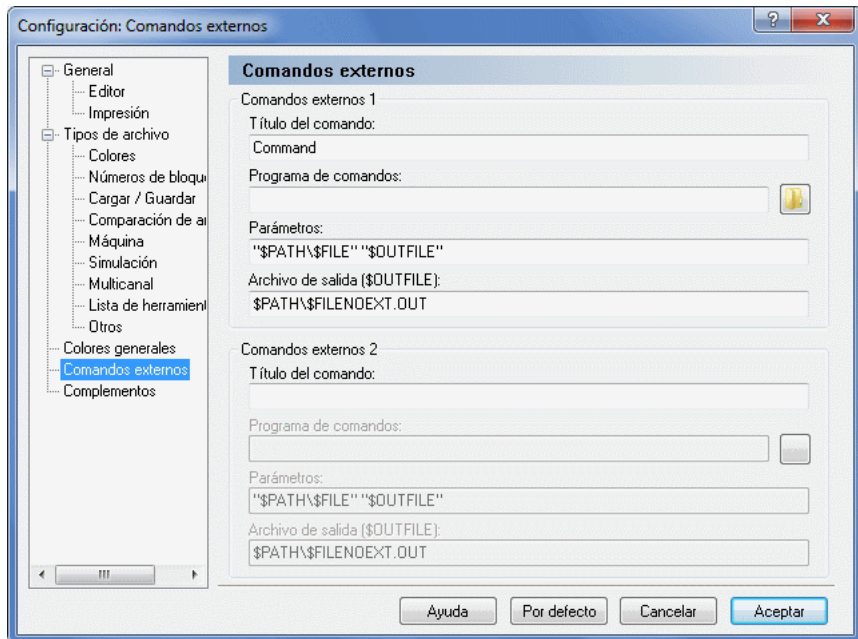 Configuración: Comandos externos
General
Editor
Impresión
Tipos de archivo
Colores
Números de bloqu
Cargar / Guardar
Comparación de a
Máquina
Simulación
Multicanal
Lista de herramien
Otros
Colores generales
Comandos externos
Complementos
Comandos externos
Comandos externos 1
Título del comando:
Command
Programa de comandos:
Parámetros:
"$PATH\$FILE" "$OUTFILE"
Archivo de salida ($OUTFILE):
$PATH\$FILENOEXT.OUT
Comandos externos 2
Título del comando:
Programa de comandos:
Parámetros:
"$PATH\$FILE" "$OUTFILE"
Archivo de salida ($OUTFILE):
$PATH\$FILENOEXT.OUT
Ayuda
Por defecto
Cancelar
Aceptar